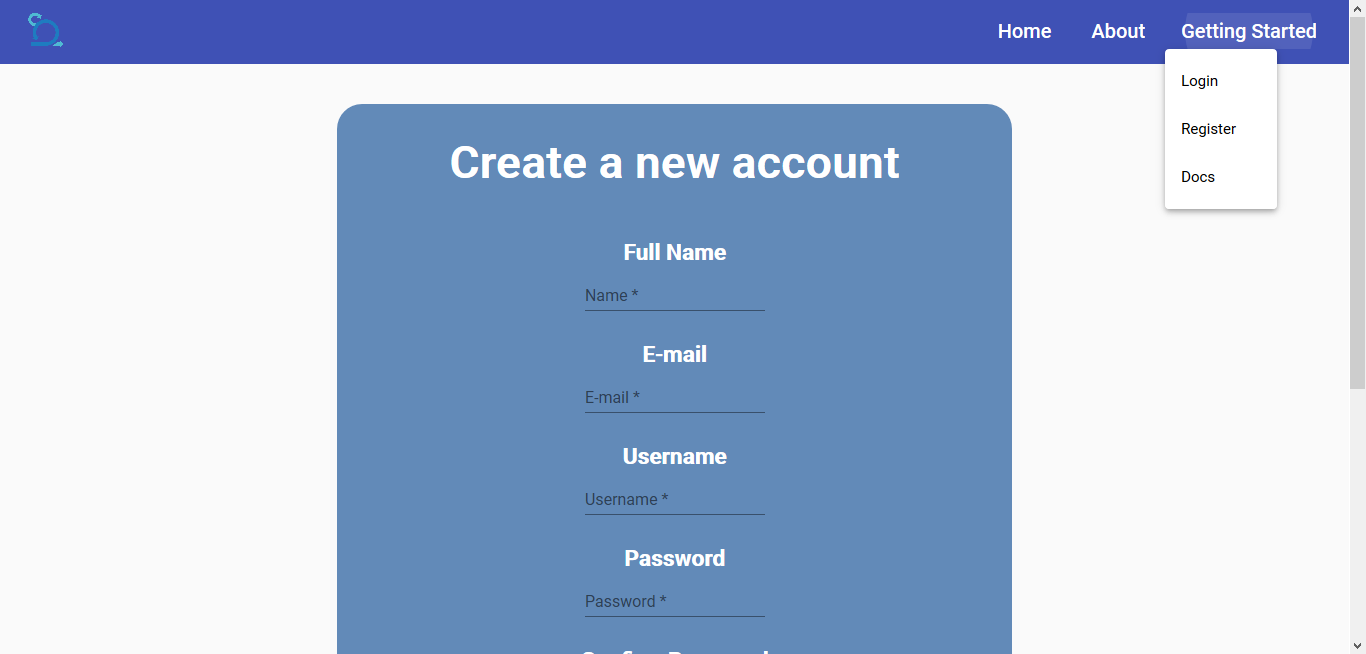 Home About Getting Started
Login
Register
Docs
Create a new account
Full Name
Name *
E-mail
E-mail *
Username
Username *
Password
Password *